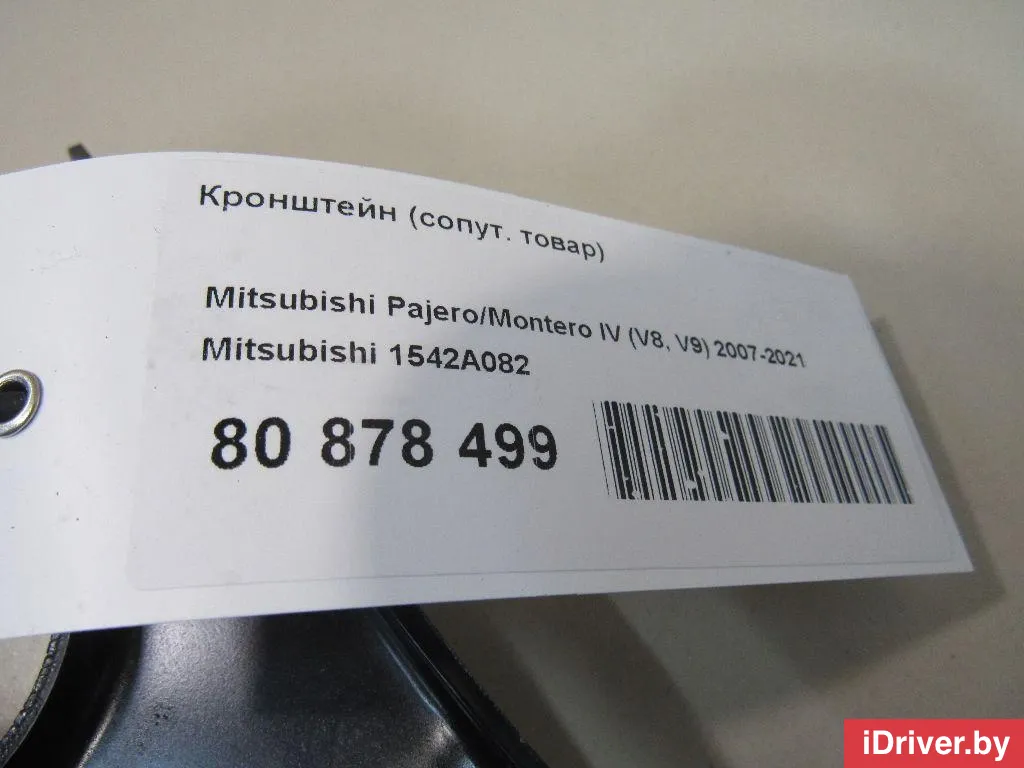 Кронштейн (сопут. товар)
Mitsubishi Pajero/Montero IV (V8, V9) 2007-2021
Mitsubishi 1542A082
80 878 499
iDriver.by